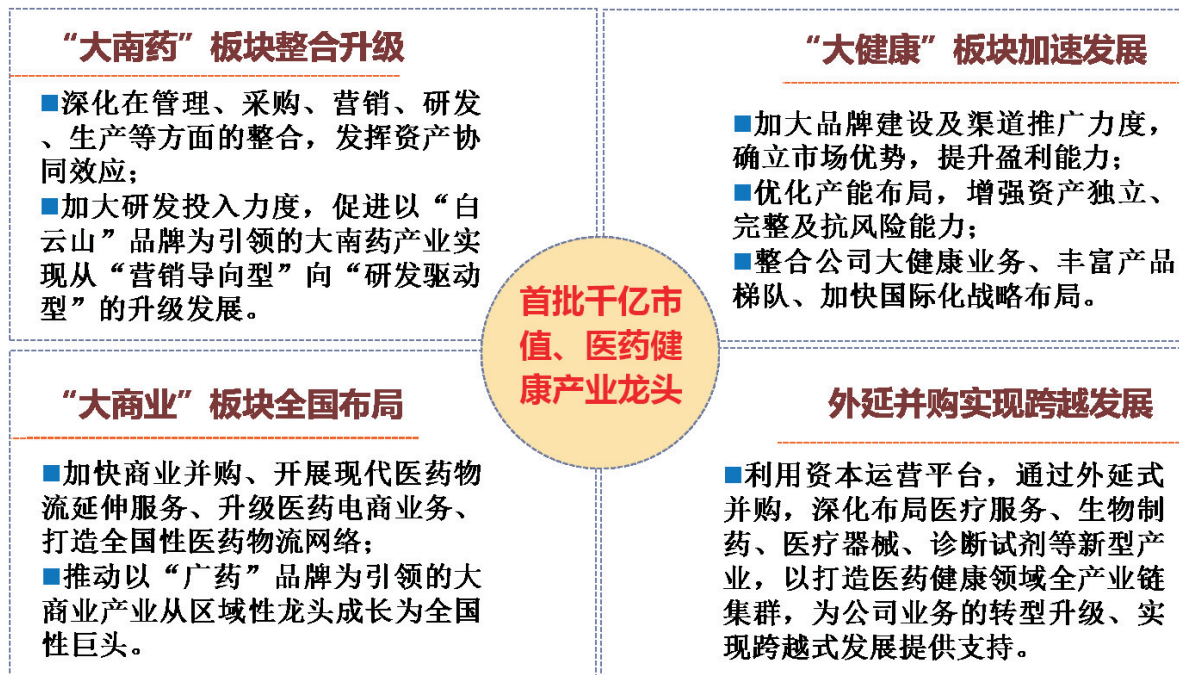 “大南药”板块整合升级
■深化在管理、采购、营销、研发
、生产等方面的整合，发挥资产协
同效应；
■加大研发投入力度，促进以“白
云山”品牌为引领的大南药产业实
现从“营销导向型”向“研发驱动
型”的升级发展。
“大健康”板块加速发展
■加大品牌建设及渠道推广力度，
确立市场优势，提升盈利能力；
■优化产能布局，增强资产独立、
完整及抗风险能力；
■整合公司大健康业务、丰富产品
梯队、加快国际化战略布局。
首批千亿市
值、医药健
康产业龙头
“大商业”板块全国布局
■加快商业并购、开展现代医药物
流延伸服务、升级医药电商业务、
打造全国性医药物流网络；
■推动以“广药”品牌为引领的大
商业产业从区域性龙头成长为全国
性巨头。
外延并购实现跨越发展
■利用资本运营平台，通过外延式
并购，深化布局医疗服务、生物制
药、医疗器械、诊断试剂等新型产
业，以打造医药健康领域全产业链
集群，为公司业务的转型升级、实
现跨越式发展提供支持。